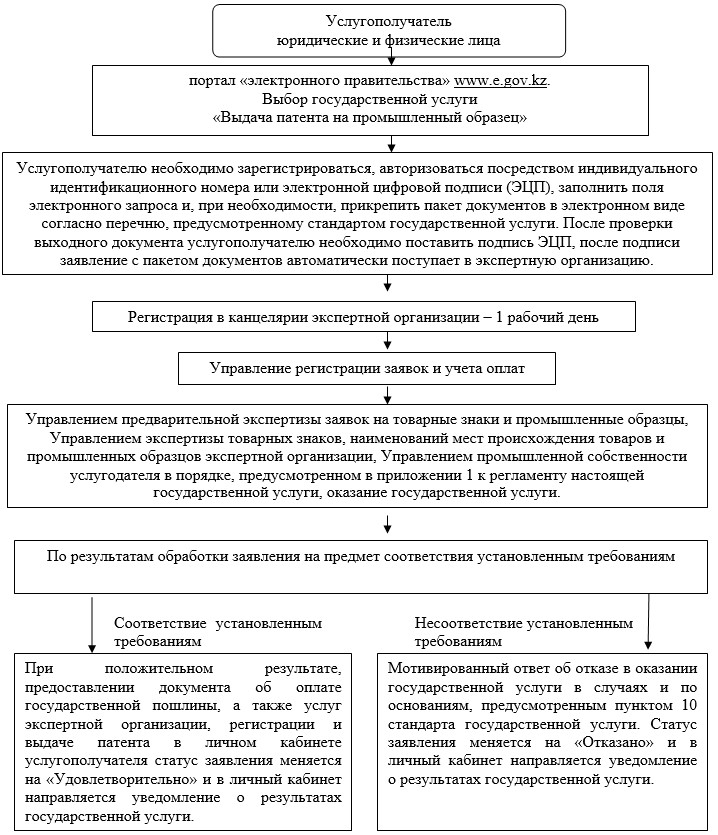 Услугополучатель
юридические и физические лица
портал «электронного правительства» www.e.gov.kz.
Выбор государственной услуги
«Выдача патента на промышленный образец»
Услугополучателю необходимо зарегистрироваться, авторизоваться посредством индивидуального
идентификационного номера или электронной цифровой подписи (ЭЦП), заполнить поля
электронного запроса и, при необходимости, прикрепить пакет документов в электронном виде
согласно перечню, предусмотренному стандартом государственной услуги. После проверки
выходного документа услугополучателю необходимо поставить подпись ЭЦП, после подписи
заявление с пакетом документов автоматически поступает в экспертную организацию.
Регистрация в канцелярии экспертной организации – 1 рабочий день
Управление регистрации заявок и учета оплат
Управлением предварительной экспертизы заявок на товарные знаки и промышленные образцы,
Управлением экспертизы товарных знаков, наименований мест происхождения товаров и
промышленных образцов экспертной организации, Управлением промышленной собственности
услугодателя в порядке, предусмотренном в приложении 1 к регламенту настоящей
государственной услуги, оказание государственной услуги.
По результатам обработки заявления на предмет соответствия установленным требованиям
Соответствие установленным
требованиям
При положительном результате,
предоставлении документа об оплате
государственной пошлины, а также услуг
экспертной организации, регистрации и
выдаче патента в личном кабинете
услугополучателя статус заявления меняется
на «Удовлетворительно» и в личный кабинет
направляется уведомление о результатах
государственной услуги.
Несоответствие установленным
требованиям
Мотивированный ответ об отказе в оказании
государственной услуги в случаях и по
основаниям, предусмотренным пунктом 10
стандарта государственной услуги. Статус
заявления меняется на «Отказано» и в
личный кабинет направляется уведомление
о результатах государственной услуги.